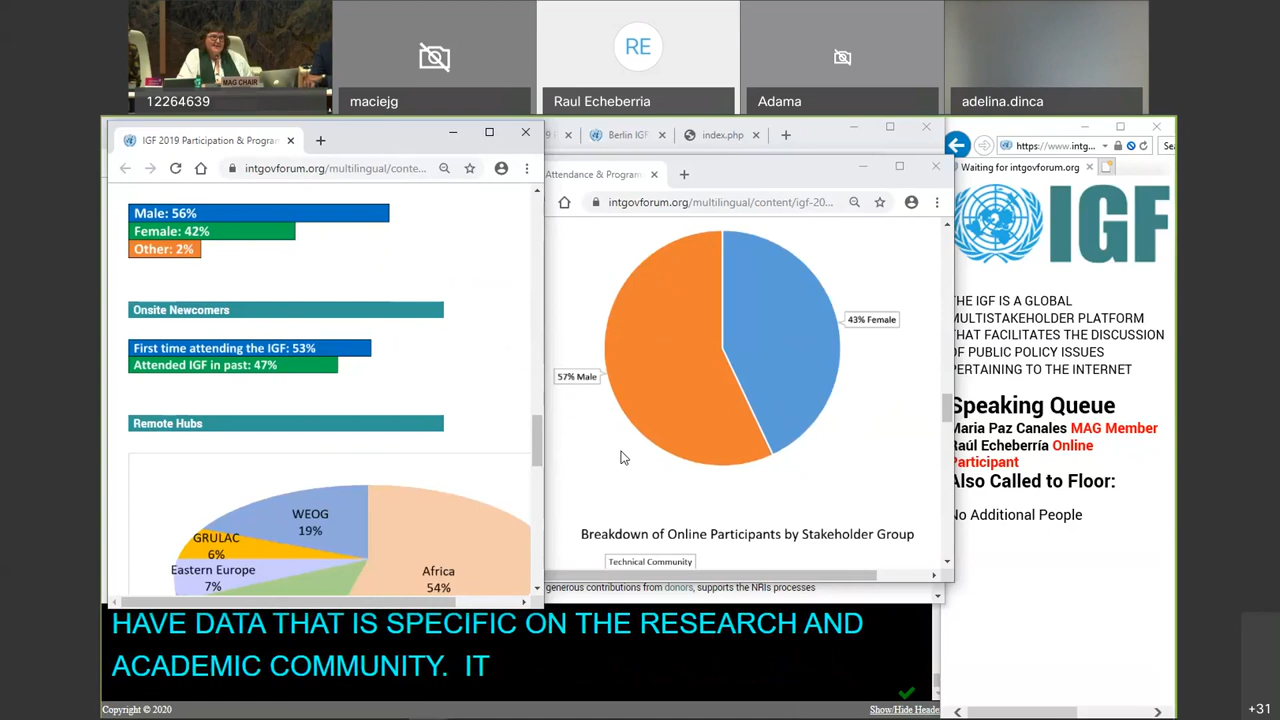 MAG CHAIR
12264639
maciejg
RE
Raul Echeberria
Adama
adelina.dinca
IGF 2019 Participation & Program
intgovforum.org/multilingual/conte...
Male: 56%
Female: 42%
Other: 2%
Onsite Newcomers
First time attending the IGF: 53%
Attended IGF in past: 47%
Remote Hubs
WEOG
19%
GRULAC
6%
Eastern Europe
7%
Africa
54%
Berlin IGF
index.php
Attendance & Program
intgovforum.org/multilingual/content/igf-20...
43% Female
57% Male
Breakdown of Online Participants by Stakeholder Group
Technical Community
generous contributions from donors, supports the NRIs processes
https://www.intg...
Sea
Waiting for intgovforum.org
IGF
THE IGF IS A GLOBAL
MULTISTAKEHOLDER PLATFORM
THAT FACILITATES THE DISCUSSION
OF PUBLIC POLICY ISSUES
PERTAINING TO THE INTERNET
Speaking Queue
Maria Paz Canales MAG Member
Raúl Echeberría Online
Participant
Also Called to Floor:
No Additional People
HAVE DATA THAT IS SPECIFIC ON THE RESEARCH AND
ACADEMIC COMMUNITY. IT
Copyright © 2020
Show/Hide Heade
+31